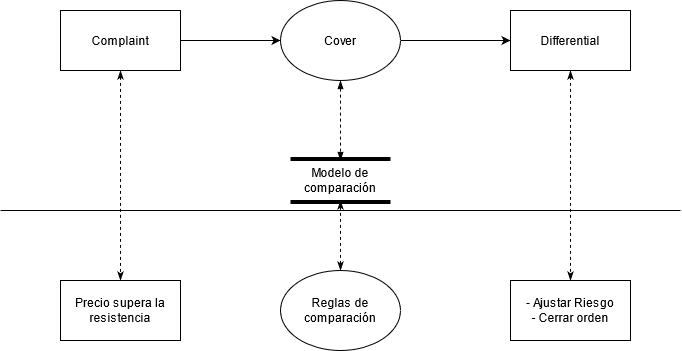 Complaint
Cover
Differential
Modelo de
comparación
Precio supera la
resistencia
Reglas de
comparación
- Ajustar Riesgo
- Cerrar orden